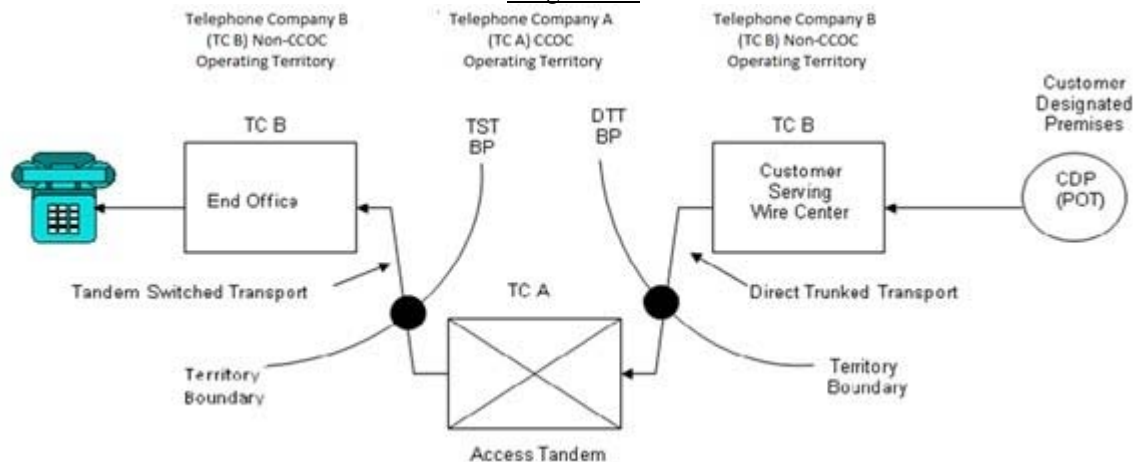 Telephone Company B
(TC B) Non-CCOC
Operating Territory
Telephone Company A
(TC A) CCOC
Operating Territory
Telephone Company B
(TC B) Non-CCOC
Operating Territory
Customer
Designated
Premises
TC B
TST
BP
DTT
BP
TC B
End Office
Customer
Serving
Wire Center
CDP
(POT)
Tandem Switched Transport
TC A
Direct Trunked Transport
Territory
Boundary
Territory
Boundary
Access Tandem